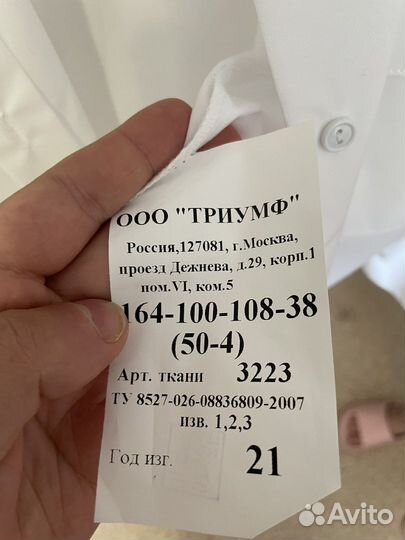 ООО "ТРИУМФ"
Россия,127081, г.Москва,
проезд Дежнева, д.29, корп.1
пом.VI, ком.5
164-100-108-38
(50-4)
Арт. ткани 3223
ТУ 8527-026-08836809-2007
изв. 1,2,3
Год изг. 21
Avito